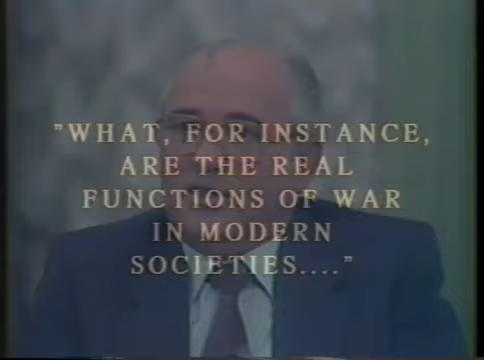 "WHAT, FOR INSTANCE,
ARE THE REAL
FUNCTIONS OF WAR
IN MODERN
SOCIETIES...."